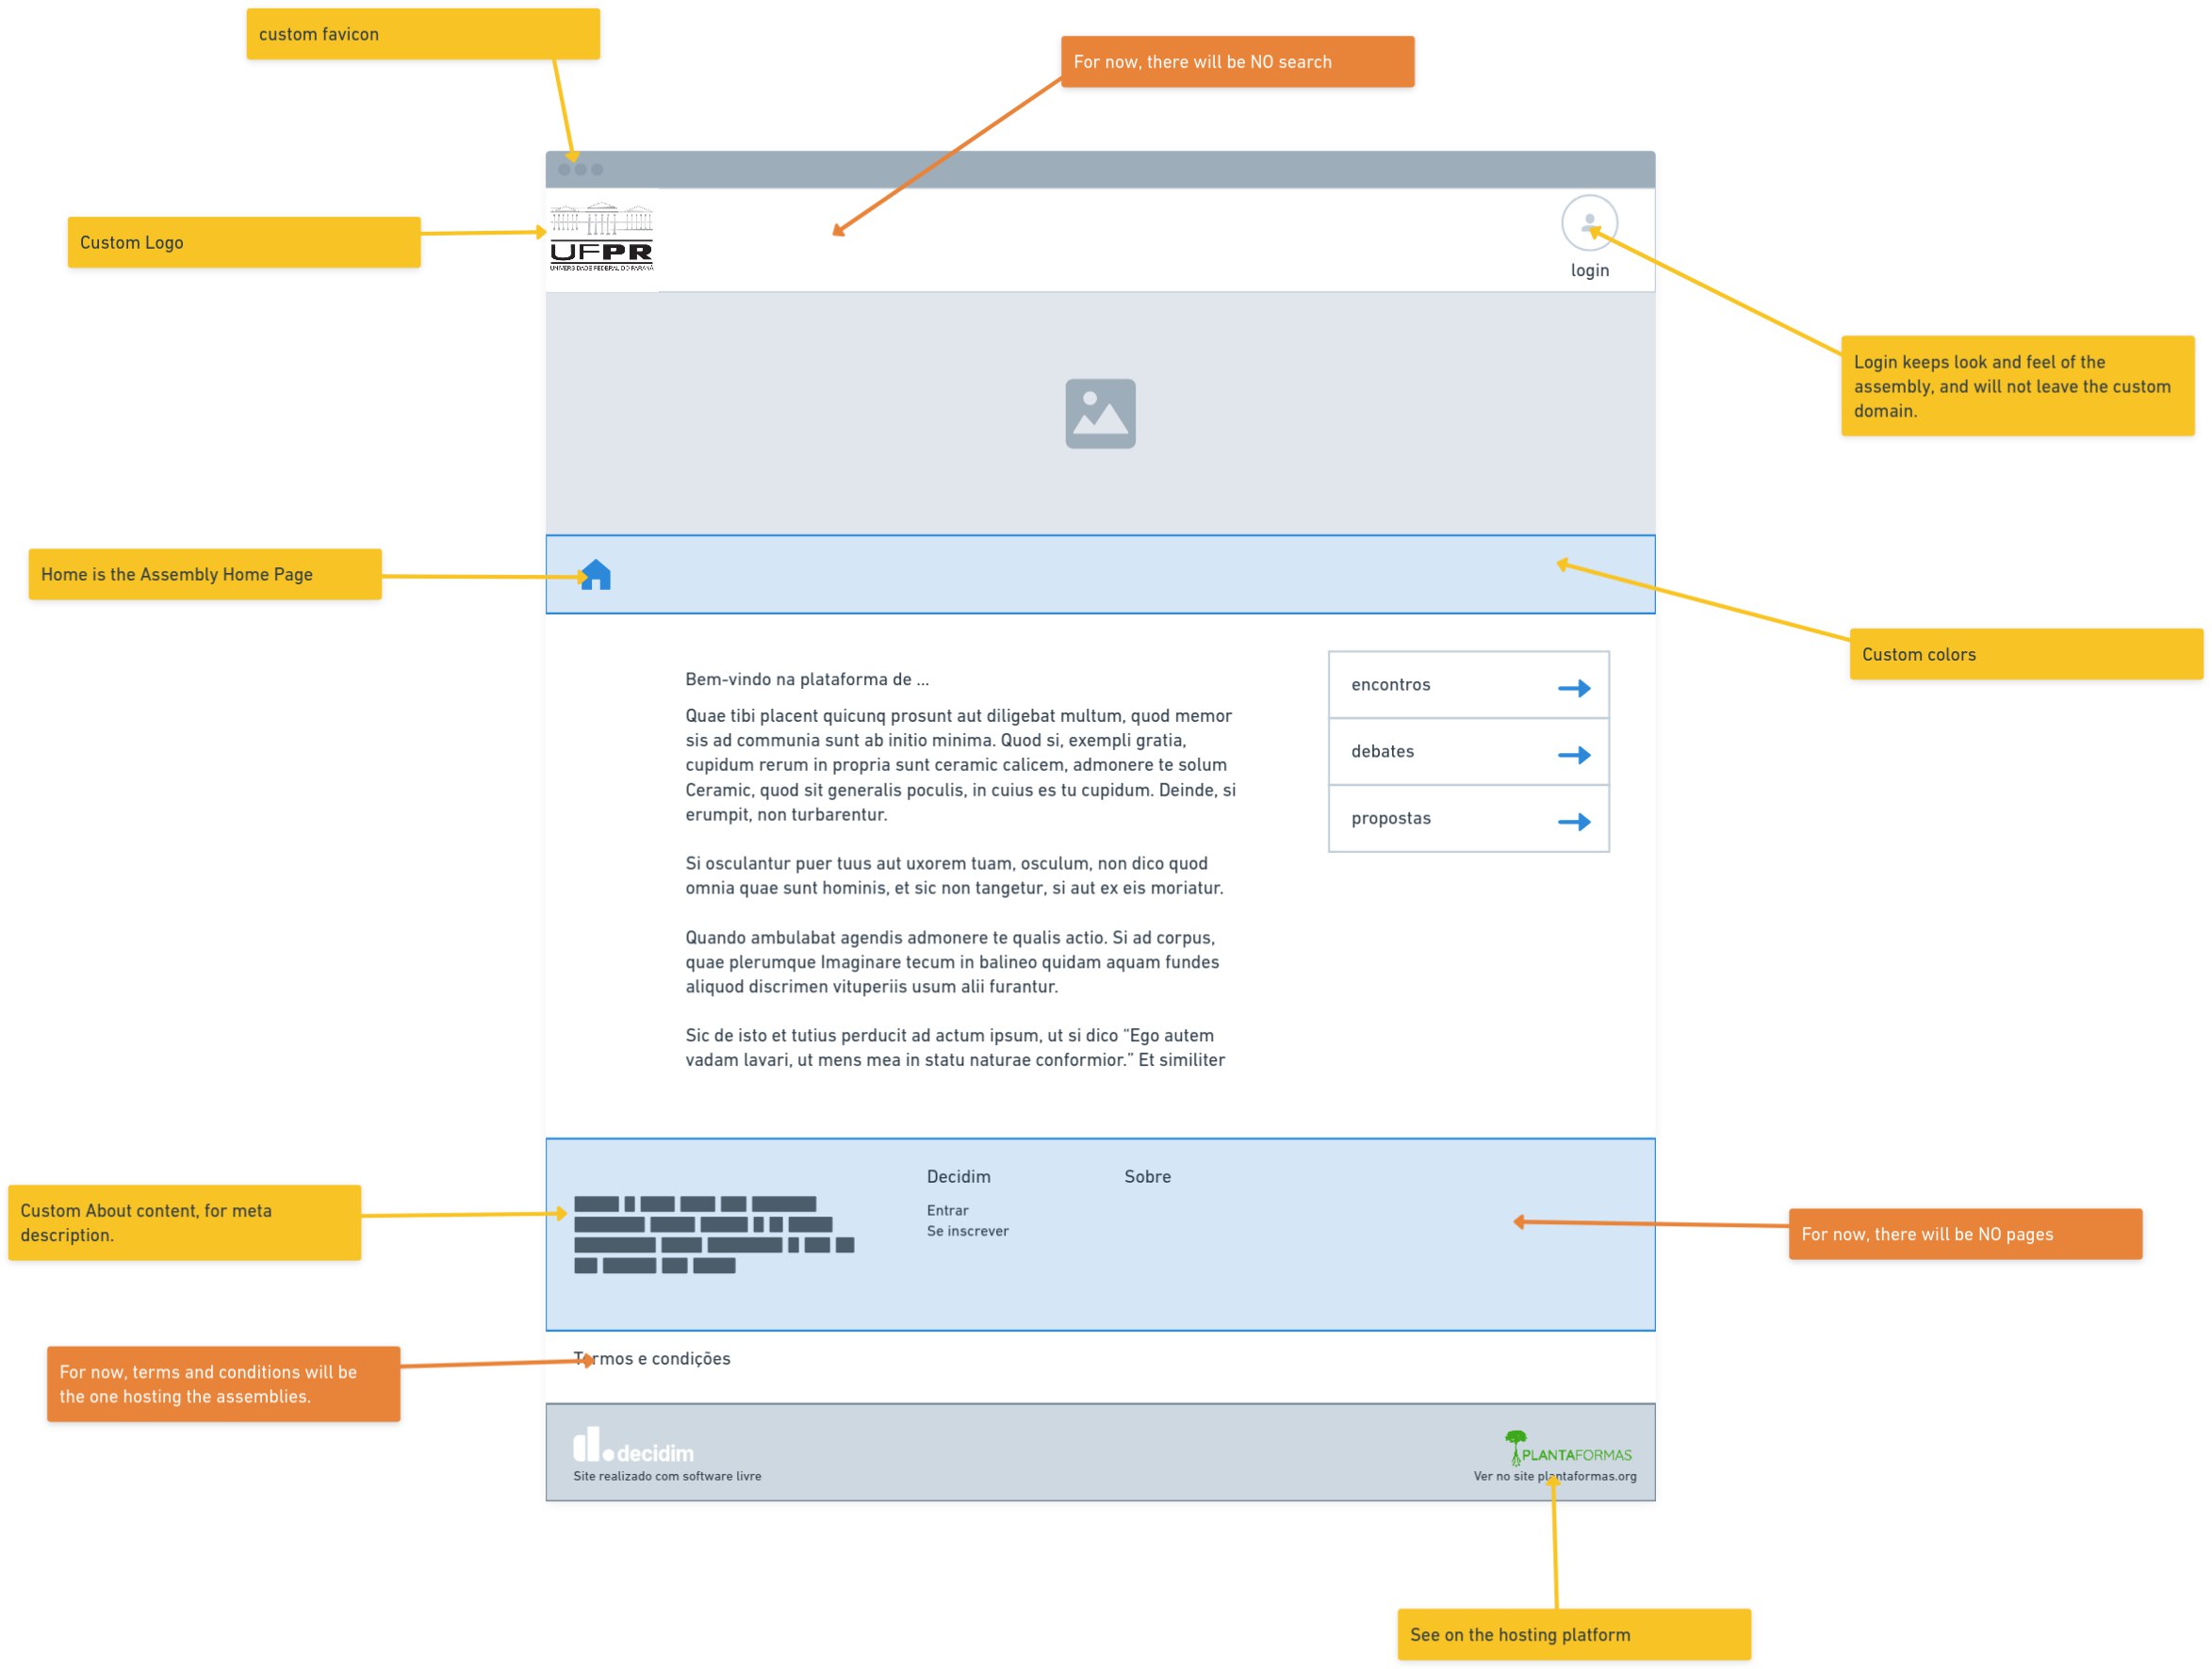 custom favicon
For now, there will be NO search
Custom Logo
UFPR
UNIVERSIDADE FEDERAL DO PARANÁ
login
Login keeps look and feel of the
assembly, and will not leave the custom
domain.
Home is the Assembly Home Page
Custom colors
Bem-vindo na plataforma de ...
Quae tibi placent quicunq prosunt aut diligebat multum, quod memor
sis ad communia sunt ab initio minima. Quod si, exempli gratia,
cupidum rerum in propria sunt ceramic calicem, admonere te solum
Ceramic, quod sit generalis poculis, in cuius es tu cupidum. Deinde, si
erumpit, non turbarentur.
Si osculantur puer tuus aut uxorem tuam, osculum, non dico quod
omnia quae sunt hominis, et sic non tangetur, si aut ex eis moriatur.
Quando ambulabat agendis admonere te qualis actio. Si ad corpus,
quae plerumque Imaginare tecum in balineo quidam aquam fundes
aliquod discrimen vituperiis usum alii furantur.
Sic de isto et tutius perducit ad actum ipsum, ut si dico “Ego autem
vadam lavari, ut mens mea in statu naturae conformior.” Et similiter
encontros
debates
propostas
Custom About content, for meta
description.
Decidim
Entrar
Se inscrever
Sobre
For now, there will be NO pages
For now, terms and conditions will be
the one hosting the assemblies.
Termos e condições
decidim
Site realizado com software livre
PLANTAFORMAS
Ver no site plantaformas.org
See on the hosting platform